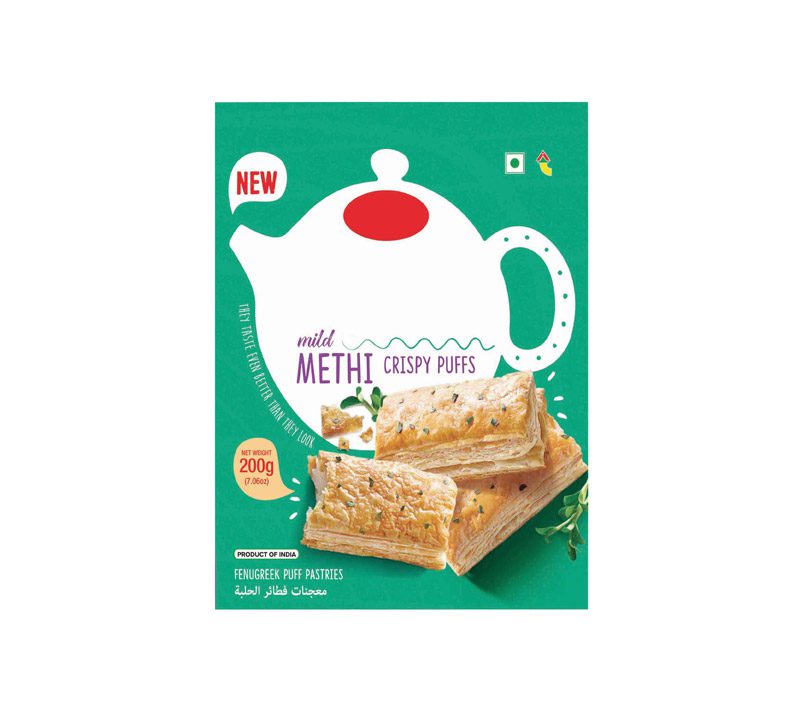 NEW
mild
METHI CRISPY PUFFS
THEY TASTE EVEN BETTER THAN THEY LOOK
NET WEIGHT
200g
(7.06oz)
PRODUCT OF INDIA
FENUGREEK PUFF PASTRIES
معجنات فطائر الحلبة